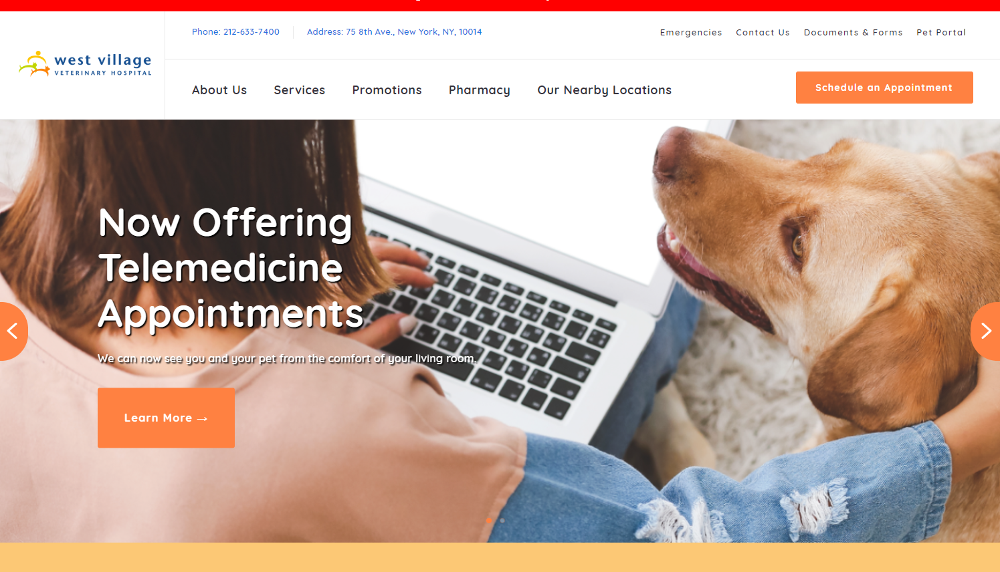 Phone: 212-633-7400
Address: 75 8th Ave., New York, NY, 10014
Emergencies
Contact Us
Documents & Forms
Pet Portal
west village
VETERINARY HOSPITAL
About Us
Services
Promotions
Pharmacy
Our Nearby Locations
Schedule an Appointment
Now Offering
Telemedicine
Appointments
We can now see you and your pet from the comfort of your living room.
Learn More →